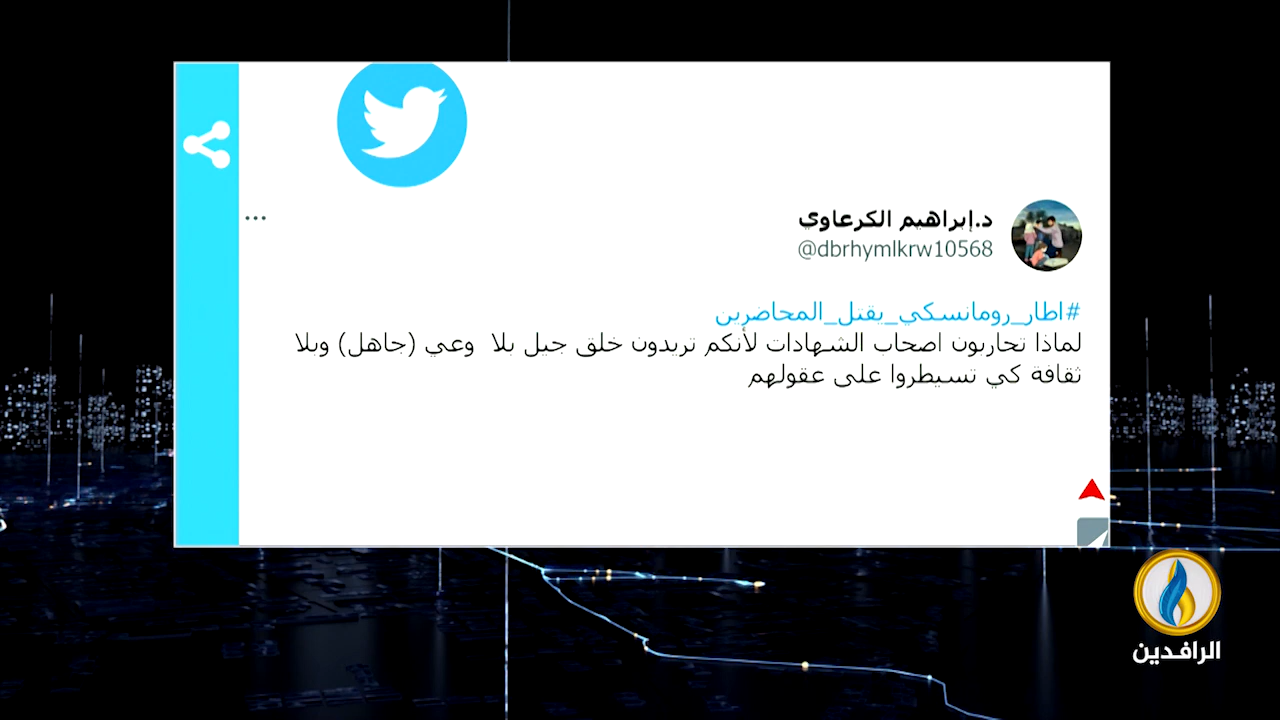 د.إبراهيم الكرعاوي
@dbrhymlkrw10568
#اطار_رومانسكي_يقتل_المحاضرين
لماذا تحاربون اصحاب الشهادات لأنكم تريدون خلق جيل بلا وعي (جاهل) وبلا
ثقافة كي تسيطروا على عقولهم
الرافدين